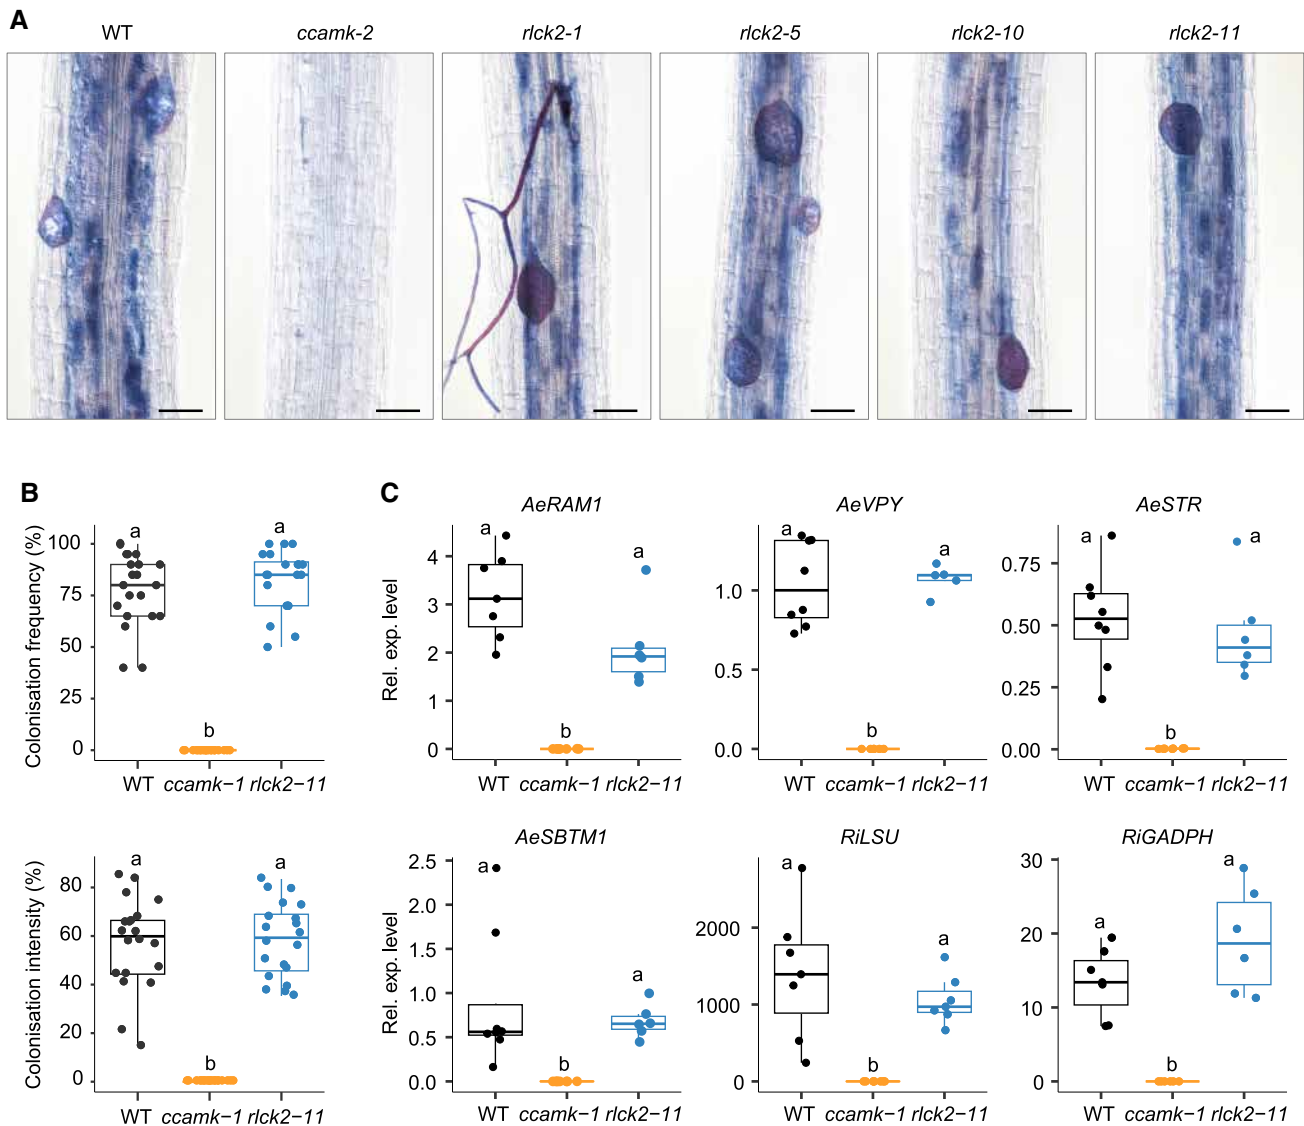 A
WT ccamk-2 rlck2-1 rlck2-5 rlck2-10 rlck2-11
B
Colonisation frequency (%)
100
75
50
25
0
a
b
a
WT ccamk−1 rlck2−11
Colonisation intensity (%)
80
60
40
20
0
a
b
a
WT ccamk−1 rlck2−11
C
AeRAM1
Rel. exp. level
4
3
2
1
0
a
b
a
WT ccamk−1 rlck2−11
AeVPY
1.0
0.5
0.0
a
b
a
WT ccamk−1 rlck2−11
AeSTR
0.75
0.50
0.25
0.00
a
b
a
WT ccamk−1 rlck2−11
AeSBTM1
Rel. exp. level
2.5
2.0
1.5
1.0
0.5
0.0
a
b
a
WT ccamk−1 rlck2−11
RiLSU
2000
1000
0
a
b
a
WT ccamk−1 rlck2−11
RiGADPH
30
20
10
0
a
b
a
WT ccamk−1 rlck2−11